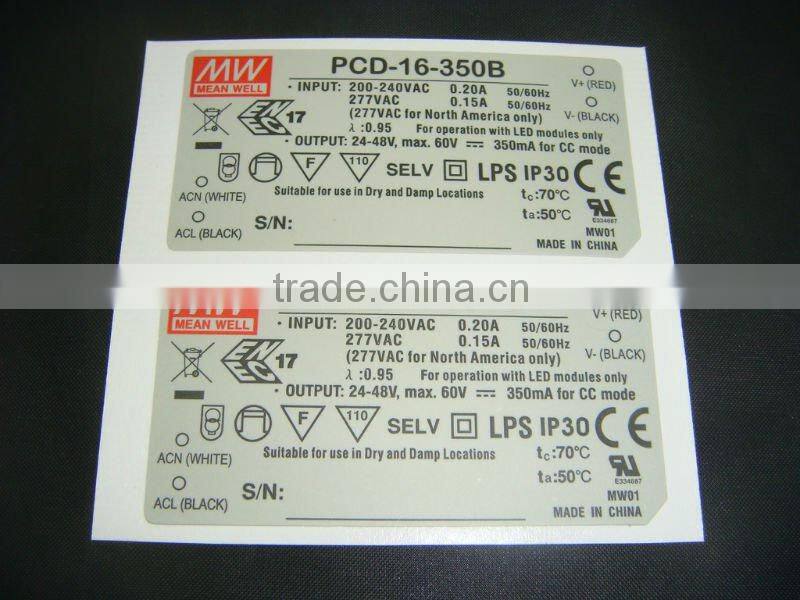 MW
MEAN WELL
PCD-16-350B
V+ (RED)
· INPUT: 200-240VAC 0.20A 50/60Hz
277VAC 0.15A 50/60Hz
V- (BLACK)
(277VAC for North America only)
ENEC 17
λ :0.95 For operation with LED modules only
· OUTPUT: 24-48V, max. 60V 350mA for CC mode
F 110 SELV LPS IP30 CE
ACN (WHITE)
Suitable for use in Dry and Damp Locations
tc:70℃
ta:50℃
E334687
ACL (BLACK)
S/N:
MW01
MADE IN CHINA
trade.china.cn
MW
MEAN WELL
V+ (RED)
· INPUT: 200-240VAC 0.20A 50/60Hz
277VAC 0.15A 50/60Hz
V- (BLACK)
(277VAC for North America only)
ENEC 17
λ :0.95 For operation with LED modules only
· OUTPUT: 24-48V, max. 60V 350mA for CC mode
F 110 SELV LPS IP30 CE
ACN (WHITE)
Suitable for use in Dry and Damp Locations
tc:70℃
ta:50℃
E334687
ACL (BLACK)
S/N:
MW01
MADE IN CHINA